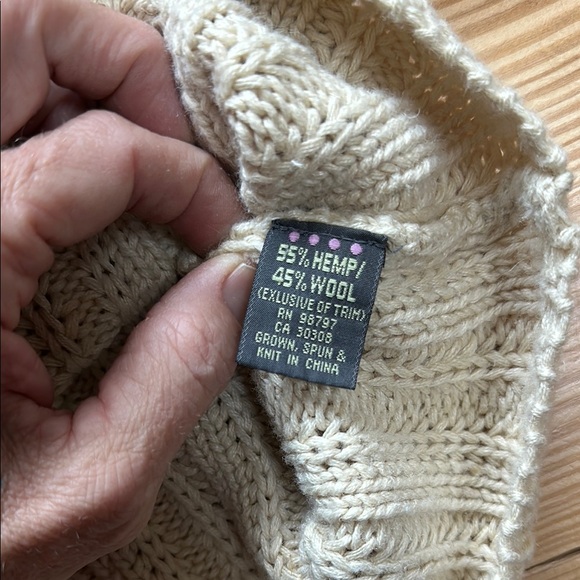 55% HEMP/
45% WOOL
(EXLUSIVE OF TRIM)
RN 98797
CA 30308
GROWN, SPUN &
KNIT IN CHINA